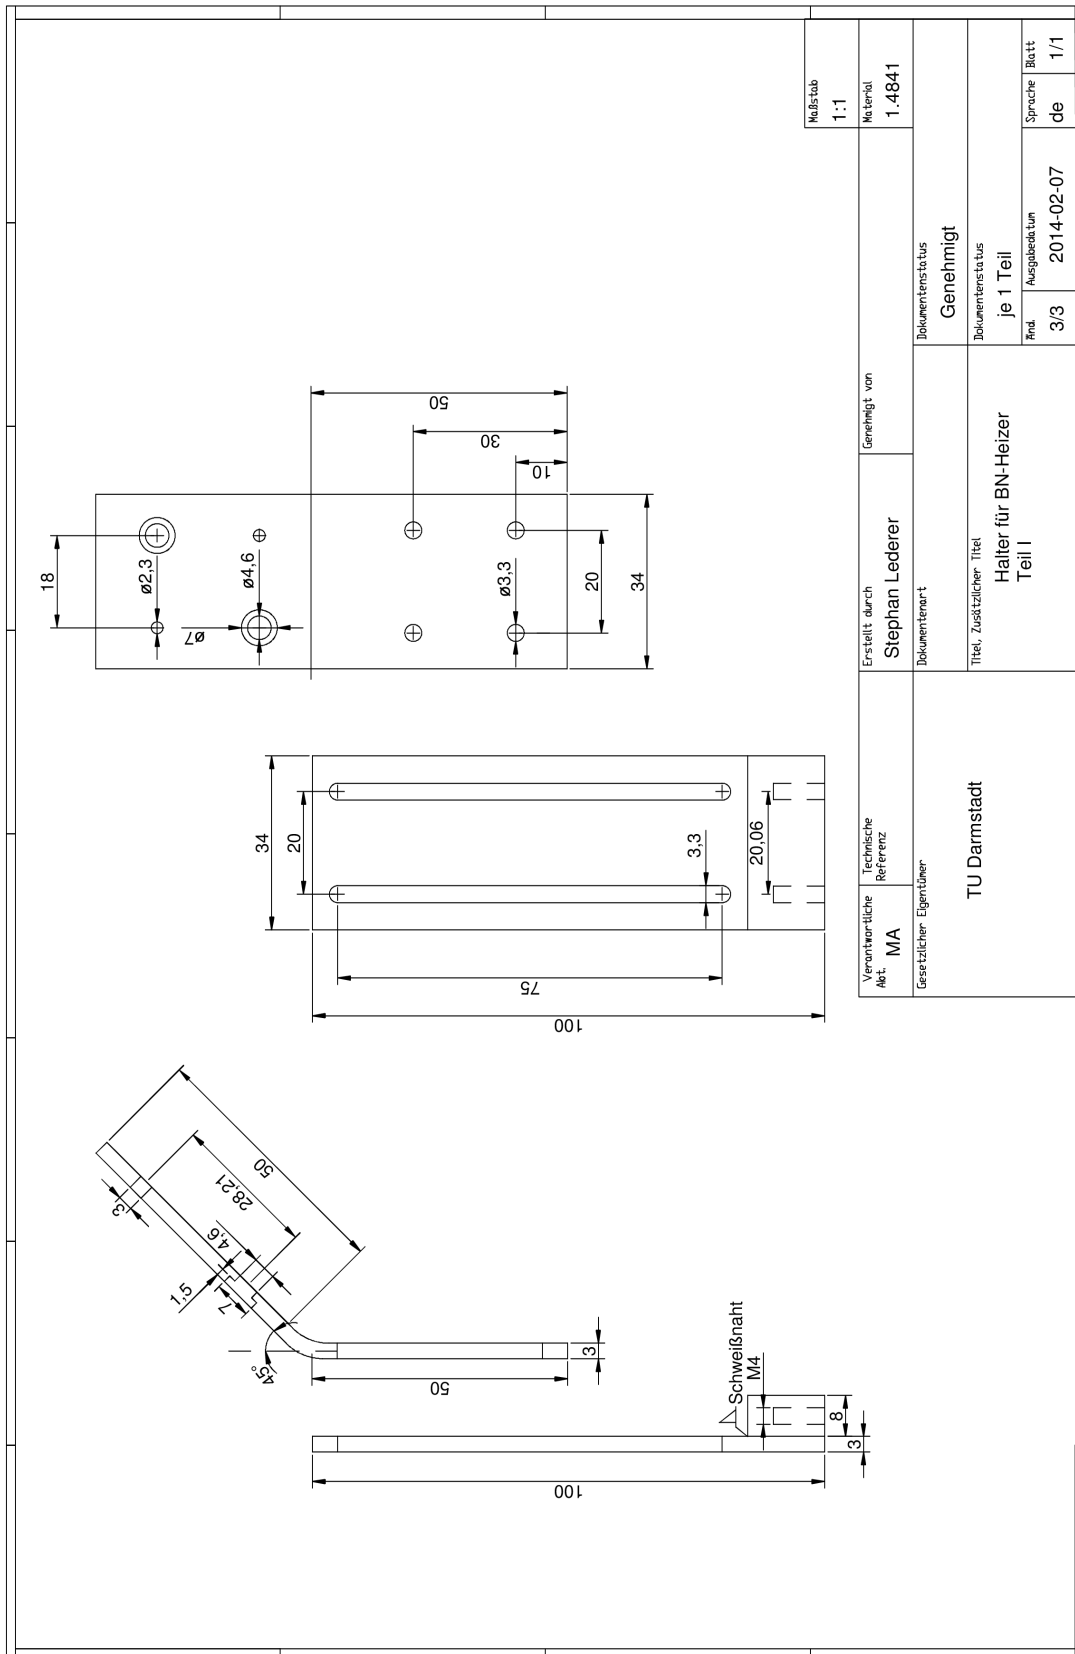 18
ø2,3
ø4,6
ø7
ø3,3
20
34
10
30
50
34
20
3,3
20,06
75
100
50
28,21
3
4,6
1,5
7
45°
50
3
Schweißnaht
M4
8
3
100
Maßstab
1:1
Verantwortliche
Abt.
MA
Technische
Referenz
Erstellt durch
Stephan Lederer
Genehmigt von
Material
1.4841
Gesetzlicher Eigentümer
TU Darmstadt
Dokumentenart
Dokumentenstatus
Genehmigt
Titel, Zusätzlicher Titel
Halter für BN-Heizer
Teil I
Dokumentenstatus
je 1 Teil
Änd.
3/3
Ausgabedatum
2014-02-07
Sprache
de
Blatt
1/1